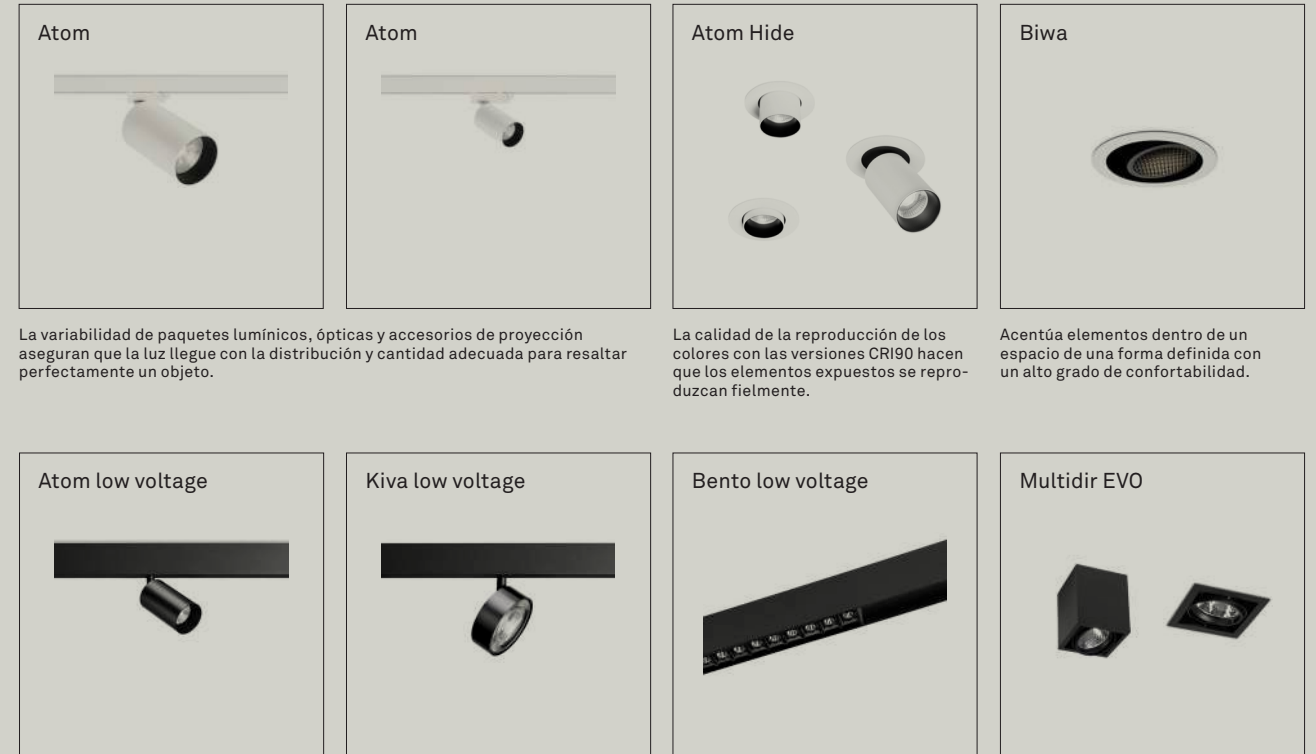 Atom
Atom
Atom Hide
Biwa
La variabilidad de paquetes lumínicos, ópticas y accesorios de proyección
aseguran que la luz llegue con la distribución y cantidad adecuada para resaltar
perfectamente un objeto.
La calidad de la reproducción de los
colores con las versiones CRI90 hacen
que los elementos expuestos se repro-
duzcan fielmente.
Acentúa elementos dentro de un
espacio de una forma definida con
un alto grado de confortabilidad.
Atom low voltage
Kiva low voltage
Bento low voltage
Multidir EVO